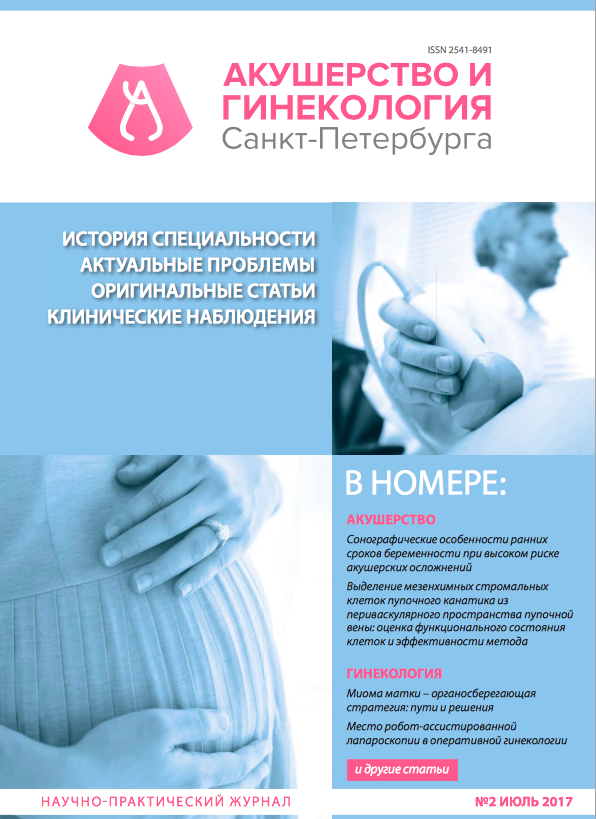 ISSN 2541-8491
АКУШЕРСТВО И
ГИНЕКОЛОГИЯ
Санкт-Петербурга
ИСТОРИЯ СПЕЦИАЛЬНОСТИ
АКТУАЛЬНЫЕ ПРОБЛЕМЫ
ОРИГИНАЛЬНЫЕ СТАТЬИ
КЛИНИЧЕСКИЕ НАБЛЮДЕНИЯ
В НОМЕРЕ:
АКУШЕРСТВО
Сонографические особенности ранних
сроков беременности при высоком риске
акушерских осложнений
Выделение мезенхимных стромальных
клеток пупочного канатика из
периваскулярного пространства пупочной
вены: оценка функционального состояния
клеток и эффективности метода
ГИНЕКОЛОГИЯ
Миома матки – органосберегающая
стратегия: пути и решения
Место робот-ассистированной
лапароскопии в оперативной гинекологии
и другие статьи
НАУЧНО-ПРАКТИЧЕСКИЙ ЖУРНАЛ
№2 ИЮЛЬ 2017